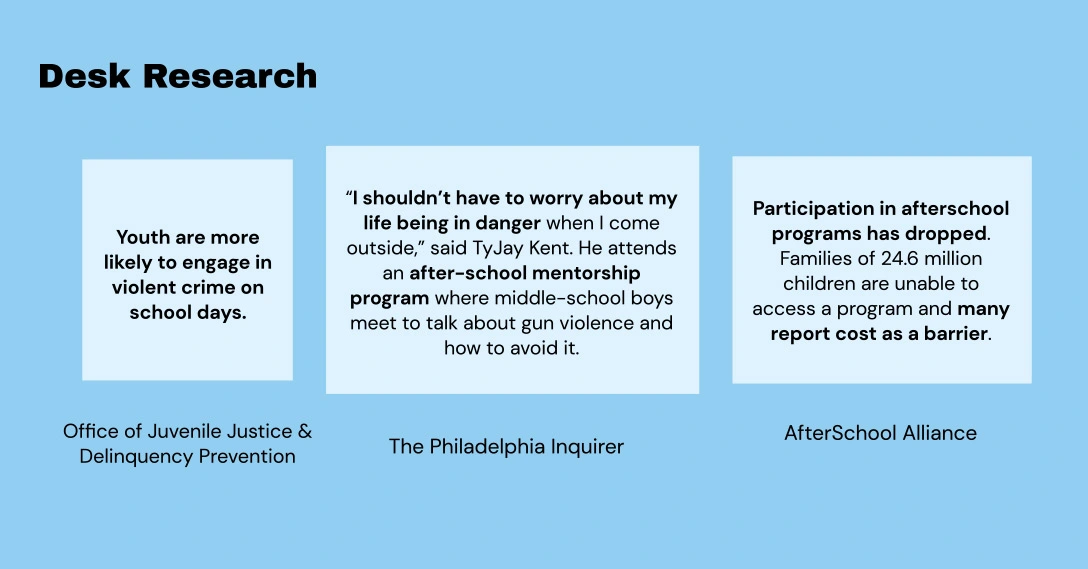 Desk Research
Youth are more
likely to engage in
violent crime on
school days.
Office of Juvenile Justice &
Delinquency Prevention
“I shouldn’t have to worry about my
life being in danger when I come
outside,” said TyJay Kent. He attends
an after-school mentorship
program where middle-school boys
meet to talk about gun violence and
how to avoid it.
The Philadelphia Inquirer
Participation in afterschool
programs has dropped.
Families of 24.6 million
children are unable to
access a program and many
report cost as a barrier.
AfterSchool Alliance